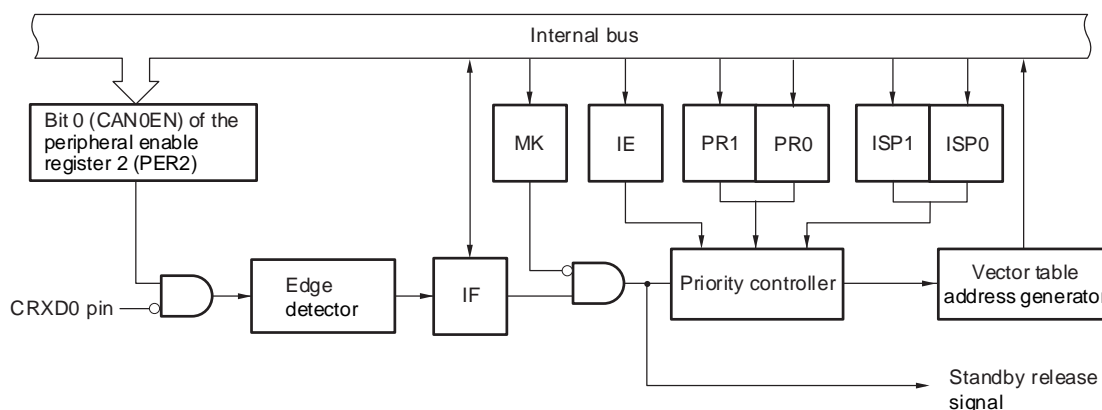 Internal bus
Bit 0 (CAN0EN) of the
peripheral enable
register 2 (PER2)
MK
IE
PR1
PR0
ISP1
ISP0
CRXD0 pin
Edge
detector
IF
Priority controller
Vector table
address generator
Standby release
signal